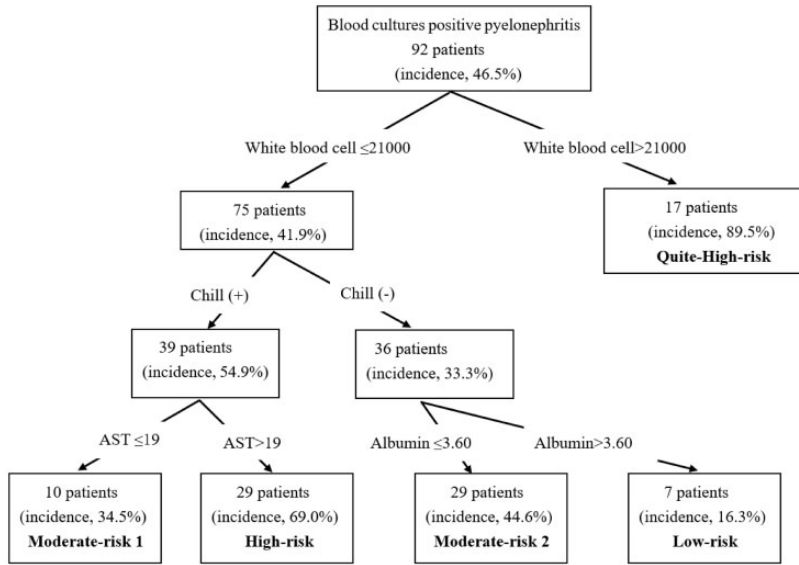 Blood cultures positive pyelonephritis
92 patients
(incidence, 46.5%)
White blood cell ≤21000
White blood cell>21000
75 patients
(incidence, 41.9%)
17 patients
(incidence, 89.5%)
Quite-High-risk
Chill (+)
Chill (-)
39 patients
(incidence, 54.9%)
36 patients
(incidence, 33.3%)
AST ≤19
AST>19
Albumin ≤3.60
Albumin>3.60
10 patients
(incidence, 34.5%)
Moderate-risk 1
29 patients
(incidence, 69.0%)
High-risk
29 patients
(incidence, 44.6%)
Moderate-risk 2
7 patients
(incidence, 16.3%)
Low-risk